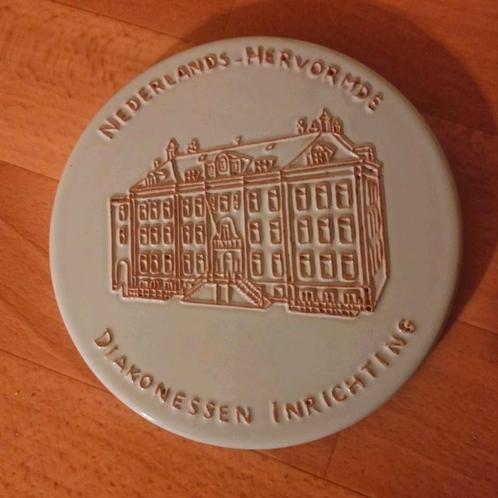 NEDERLANDS-HERVORMDE
DIAKONESSEN INRICHTING